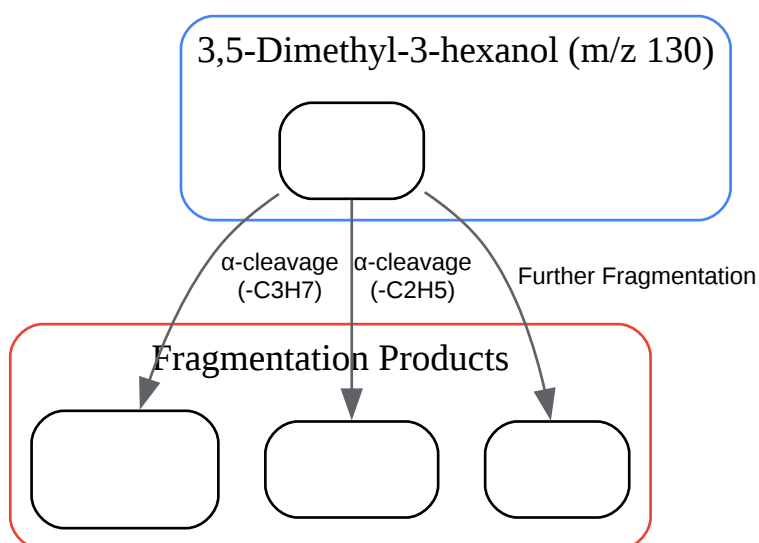 3,5-Dimethyl-3-hexanol (m/z 130)
α-cleavage
(-C3H7)
α-cleavage
(-C2H5)
Further Fragmentation
Fragmentation Products